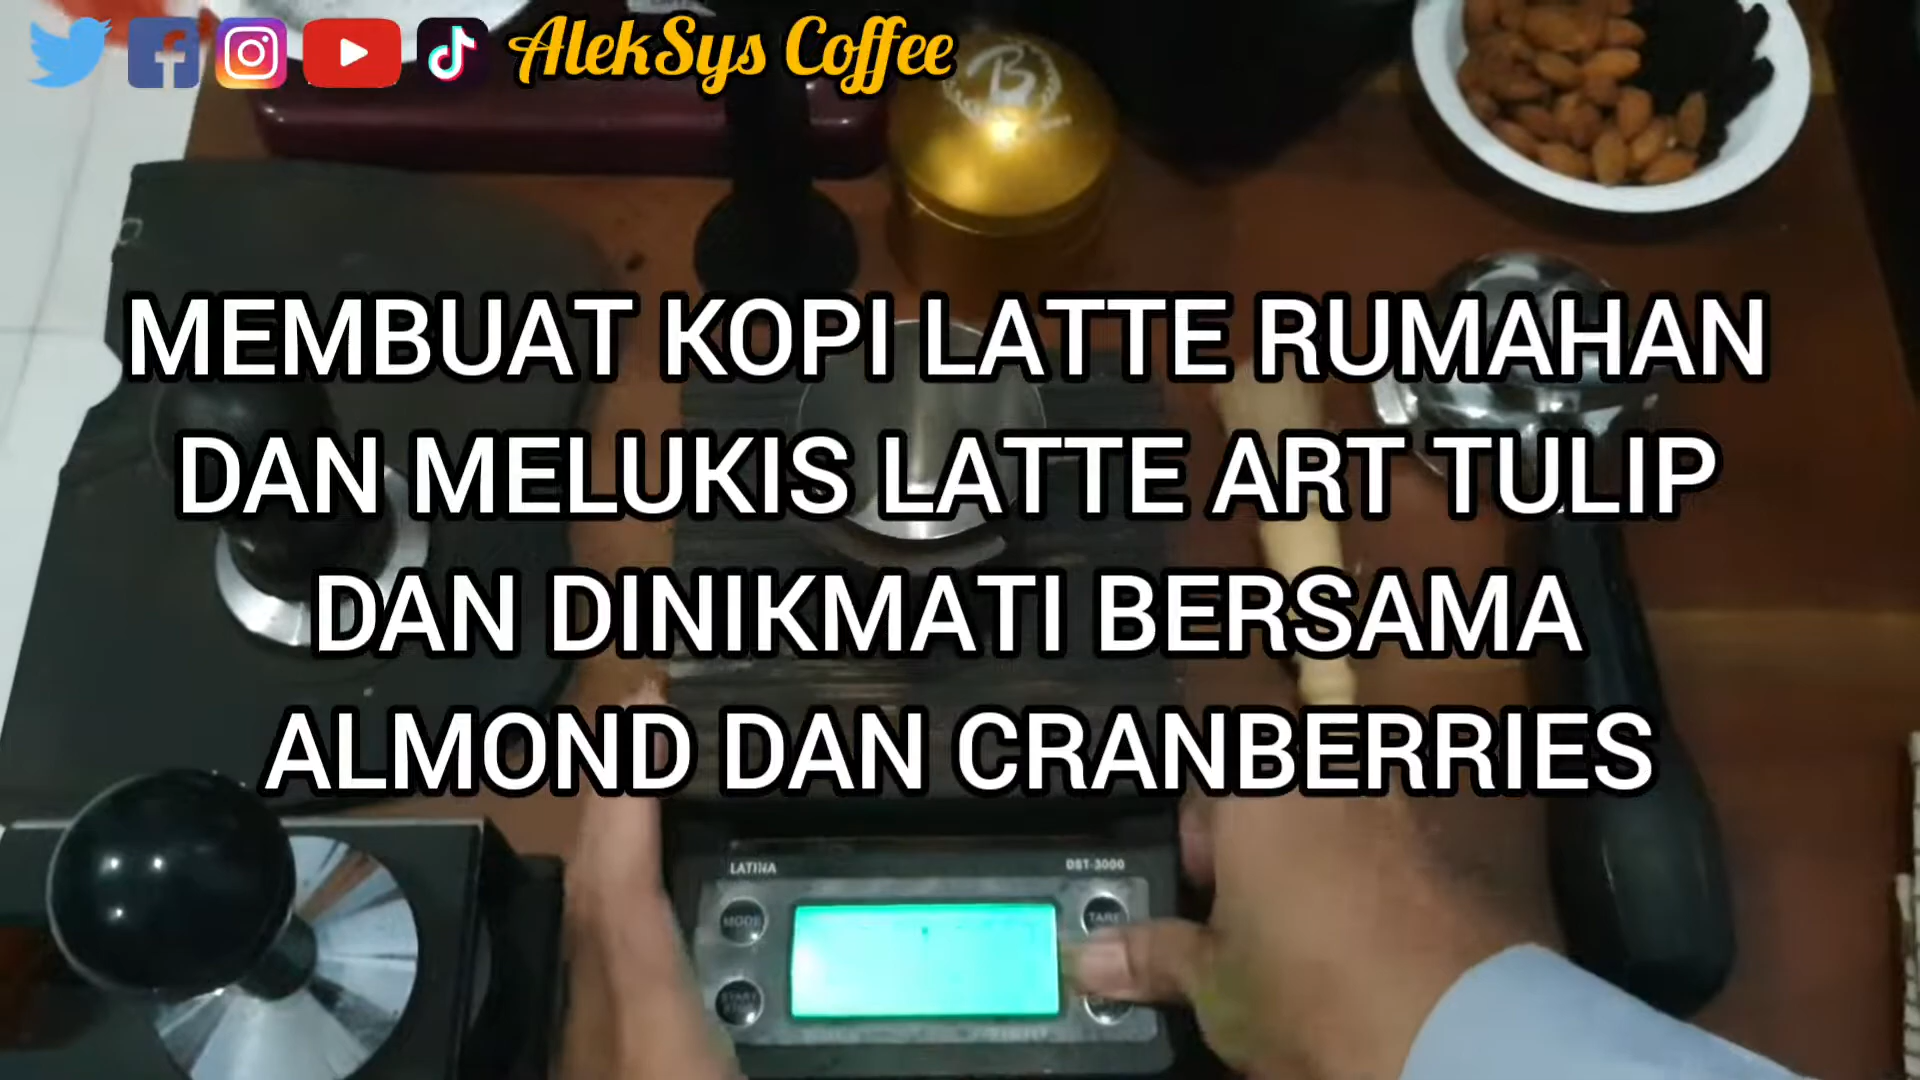 AlekSys Coffee
B
MEMBUAT KOPI LATTE RUMAHAN
DAN MELUKIS LATTE ART TULIP
DAN DINIKMATI BERSAMA
ALMOND DAN CRANBERRIES
LATINA DST-3000
MODE TARE
START